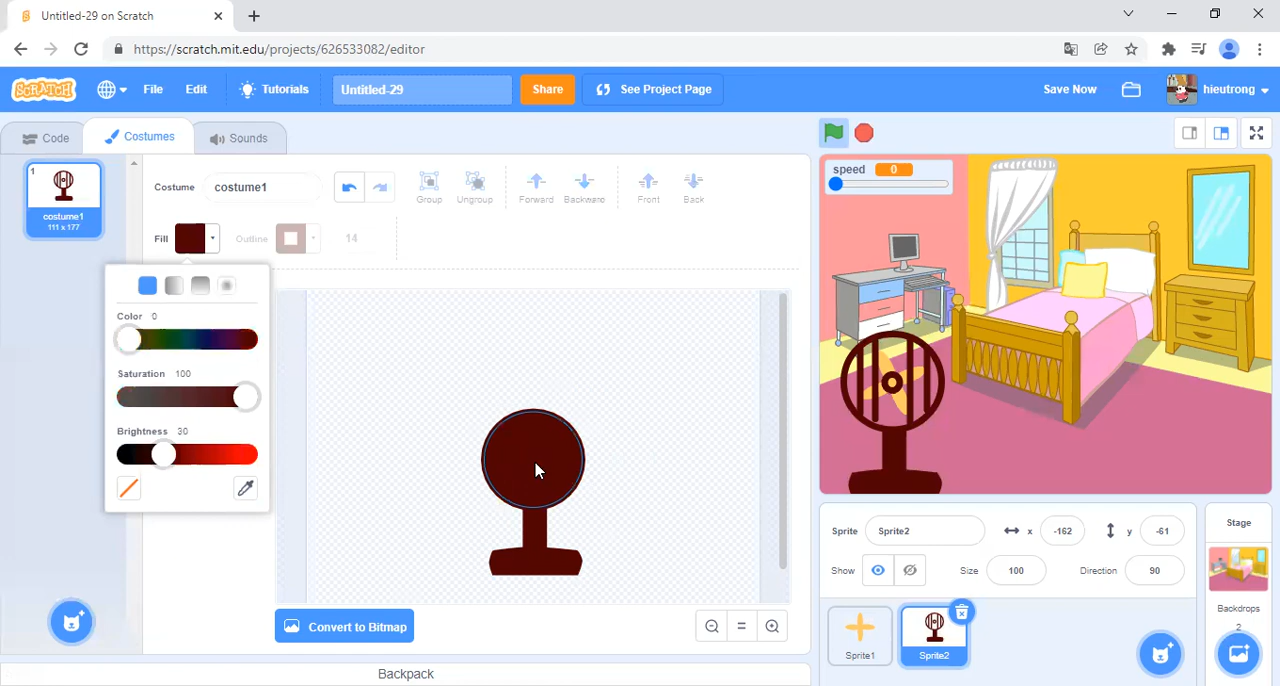 Untitled-29 on Scratch
https://scratch.mit.edu/projects/626533082/editor
SCRATCH
File
Edit
Tutorials
Untitled-29
Share
See Project Page
Save Now
hieutrong
Code
Costumes
Sounds
1
costume1
111 x 177
Costume
costume1
Group
Ungroup
Forward
Backward
Front
Back
Fill
Outline
14
Color 0
Saturation 100
Brightness 30
Convert to Bitmap
Backpack
speed 0
Sprite
Sprite2
x
-162
y
-61
Show
Size
100
Direction
90
Sprite1
Sprite2
Stage
Backdrops
2